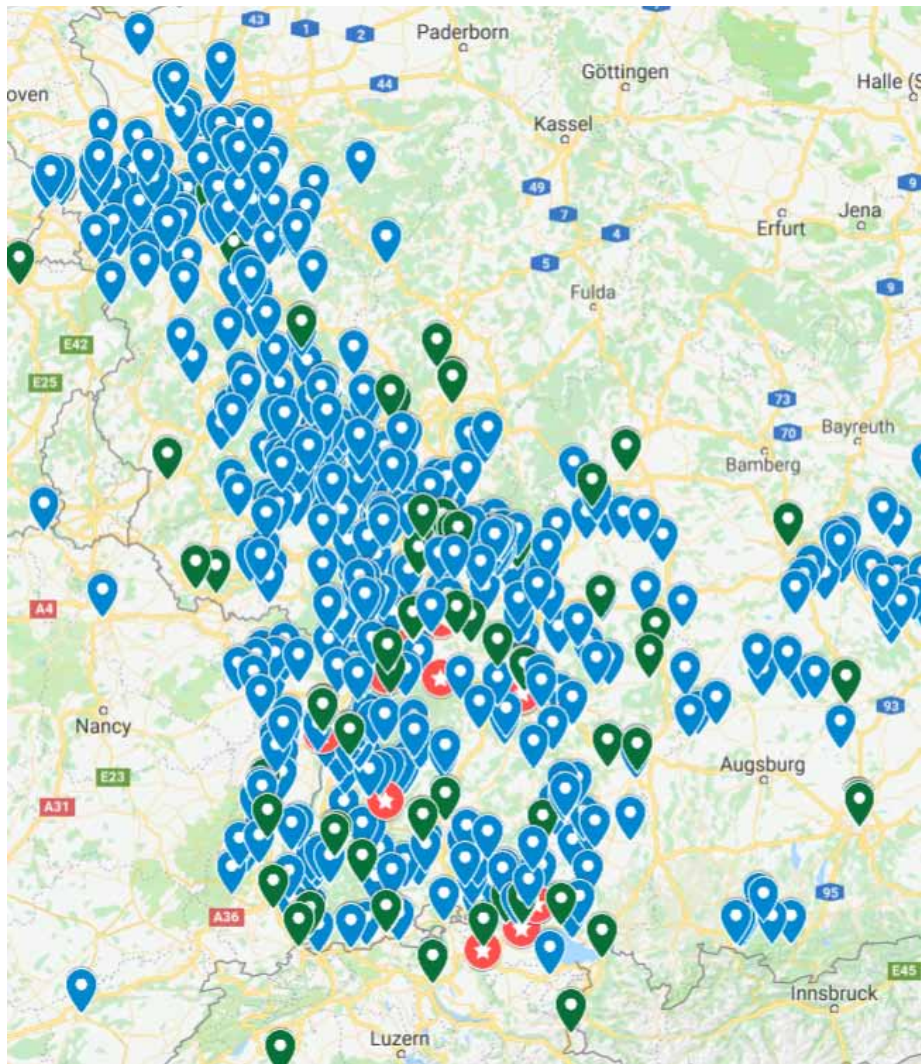 43
1
2
Paderborn
44
Göttingen
Halle (S
oven
Kassel
49
9
7
Jena
4
Erfurt
5
9
Fulda
E42
E25
73
70
Bayreuth
Bamberg
A4
93
Nancy
E23
Augsburg
A31
95
A36
E45
Innsbruck
Luzern